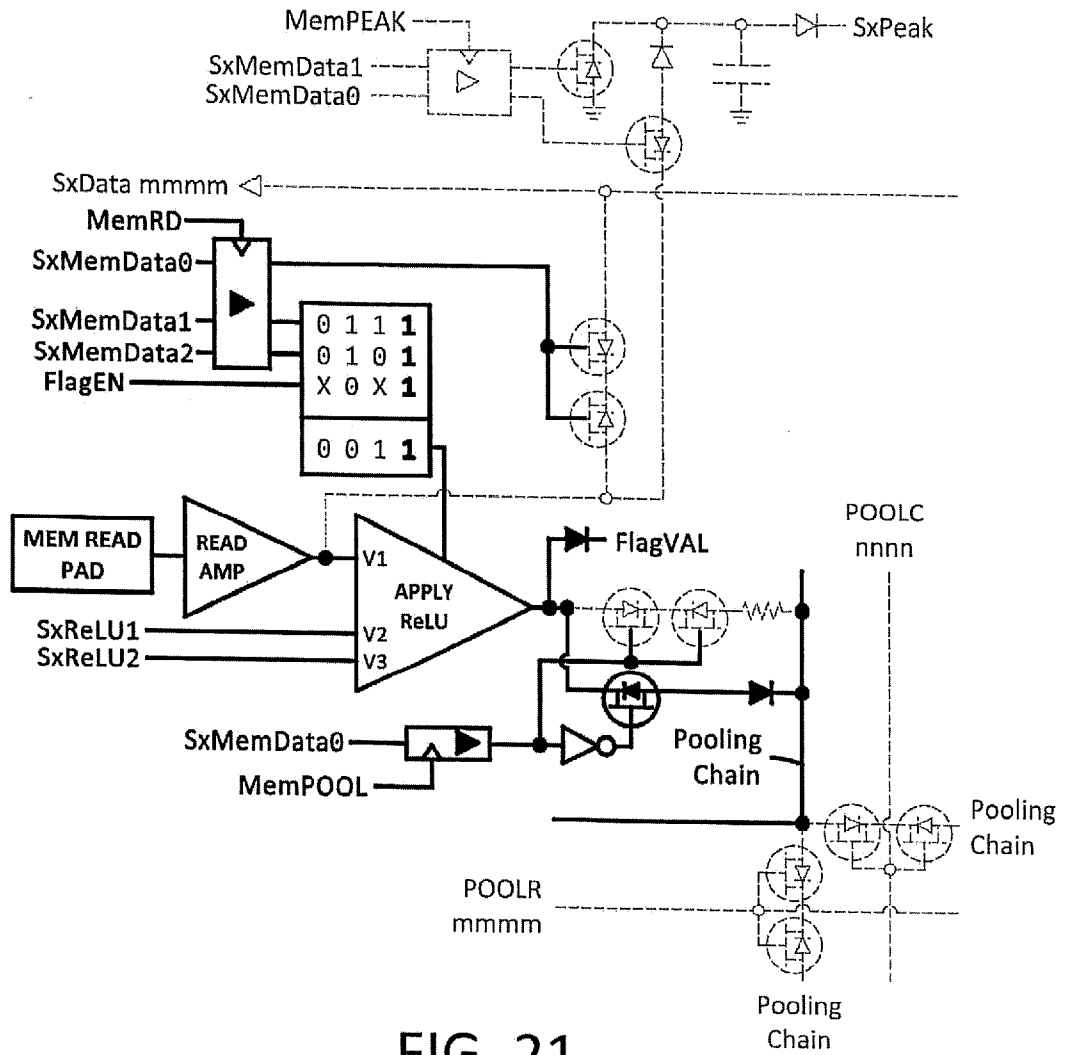 MemPEAK
SxPeak
SxMemData1
SxMemData0
SxData mmmm
MemRD
SxMemData0
SxMemData1
SxMemData2
FlagEN
0 1 1 1
0 1 0 1
X 0 X 1
0 0 1 1
POOLC
nnnn
MEM READ
PAD
READ
AMP
V1
APPLY
ReLU
FlagVAL
SxReLU1
SxReLU2
V2
V3
SxMemData0
MemPOOL
Pooling
Chain
Pooling
Chain
POOLR
mmmm
Pooling
Chain
FIG. 21